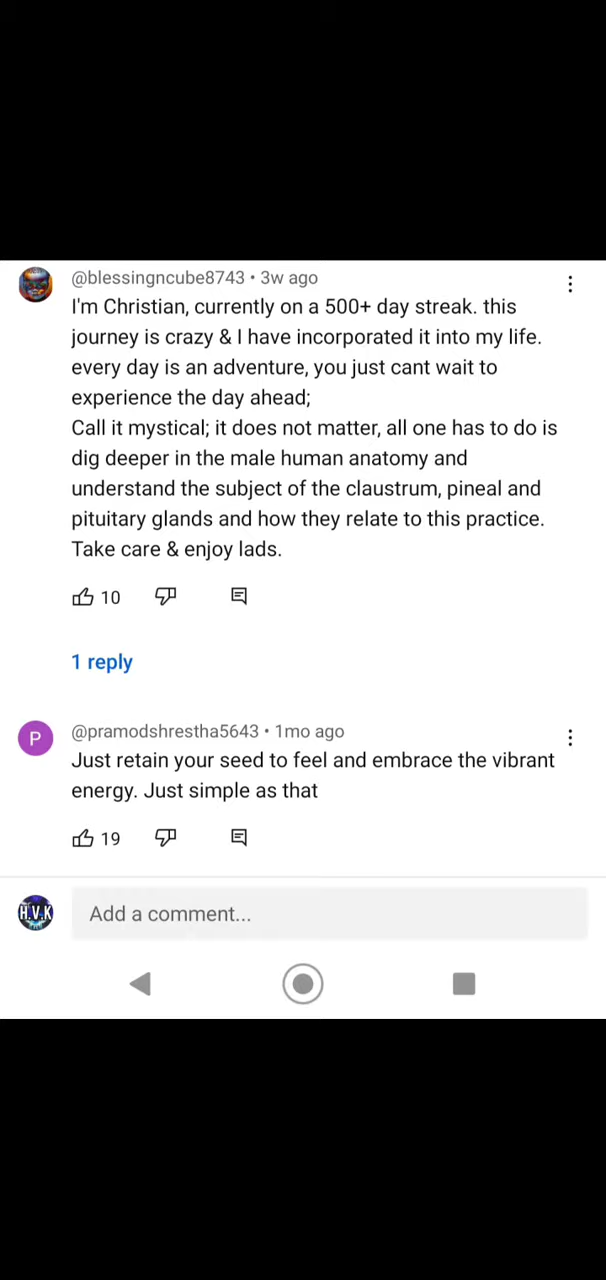 @blessingncube8743 • 3w ago
I'm Christian, currently on a 500+ day streak. this
journey is crazy & I have incorporated it into my life.
every day is an adventure, you just cant wait to
experience the day ahead;
Call it mystical; it does not matter, all one has to do is
dig deeper in the male human anatomy and
understand the subject of the claustrum, pineal and
pituitary glands and how they relate to this practice.
Take care & enjoy lads.
10
1 reply
P
@pramodshrestha5643 • 1mo ago
Just retain your seed to feel and embrace the vibrant
energy. Just simple as that
19
H.V.K
Add a comment...